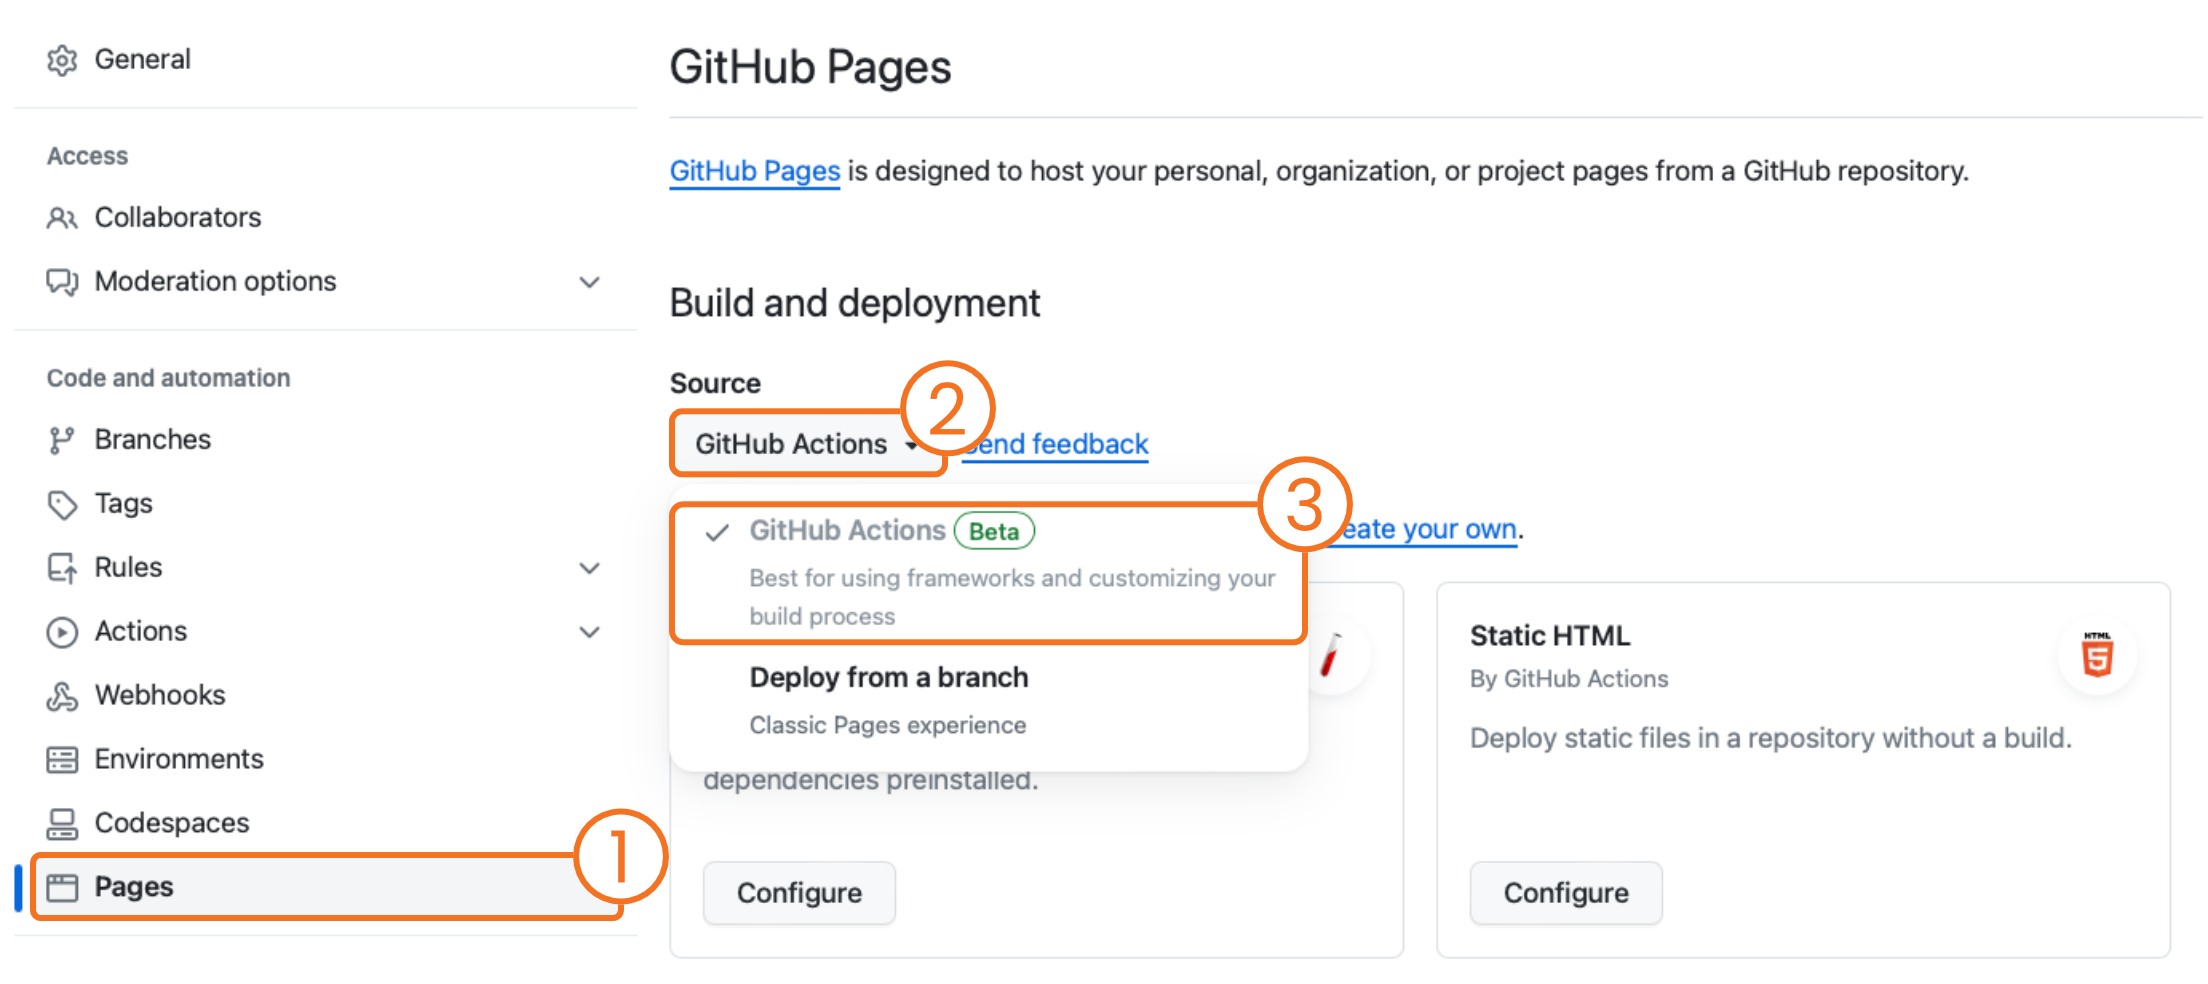 General
Access
Collaborators
Moderation options
Code and automation
Branches
Tags
Rules
Actions
Webhooks
Environments
Codespaces
Pages
1
GitHub Pages
GitHub Pages is designed to host your personal, organization, or project pages from a GitHub repository.
Build and deployment
Source
2
GitHub Actions
end feedback
3
GitHub Actions Beta
Best for using frameworks and customizing your
build process
eate your own.
Deploy from a branch
Classic Pages experience
dependencies preinstalled.
Configure
Static HTML
By GitHub Actions
HTML
5
Deploy static files in a repository without a build.
Configure